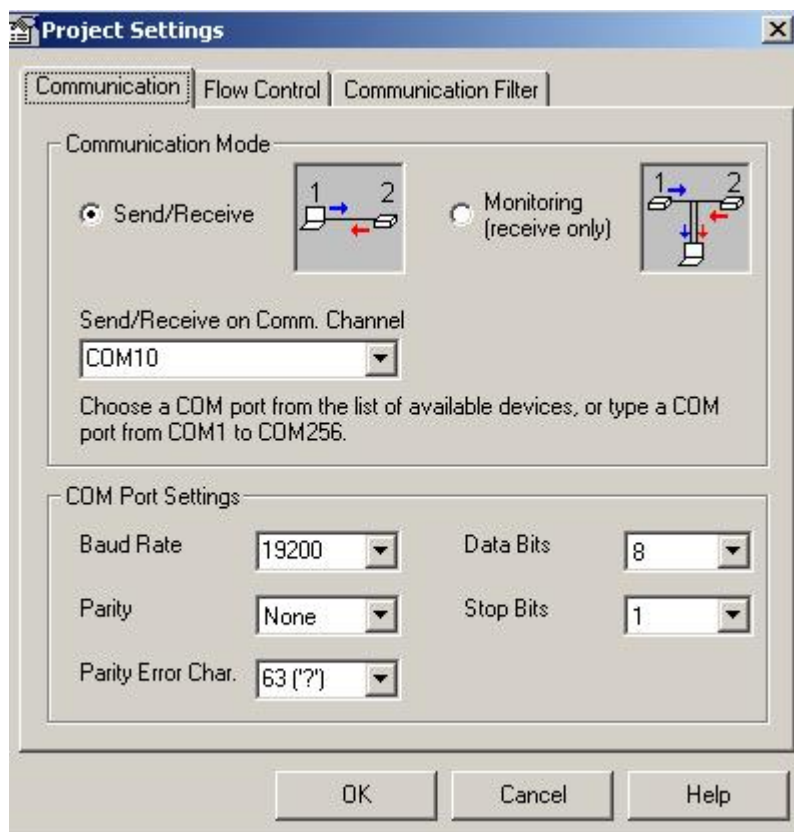 Project Settings
Communication
Flow Control
Communication Filter
Communication Mode
Send/Receive
1 2
Monitoring
(receive only)
1 2
Send/Receive on Comm. Channel
COM10
Choose a COM port from the list of available devices, or type a COM
port from COM1 to COM256.
COM Port Settings
Baud Rate
19200
Data Bits
8
Parity
None
Stop Bits
1
Parity Error Char.
63 ('?')
OK
Cancel
Help